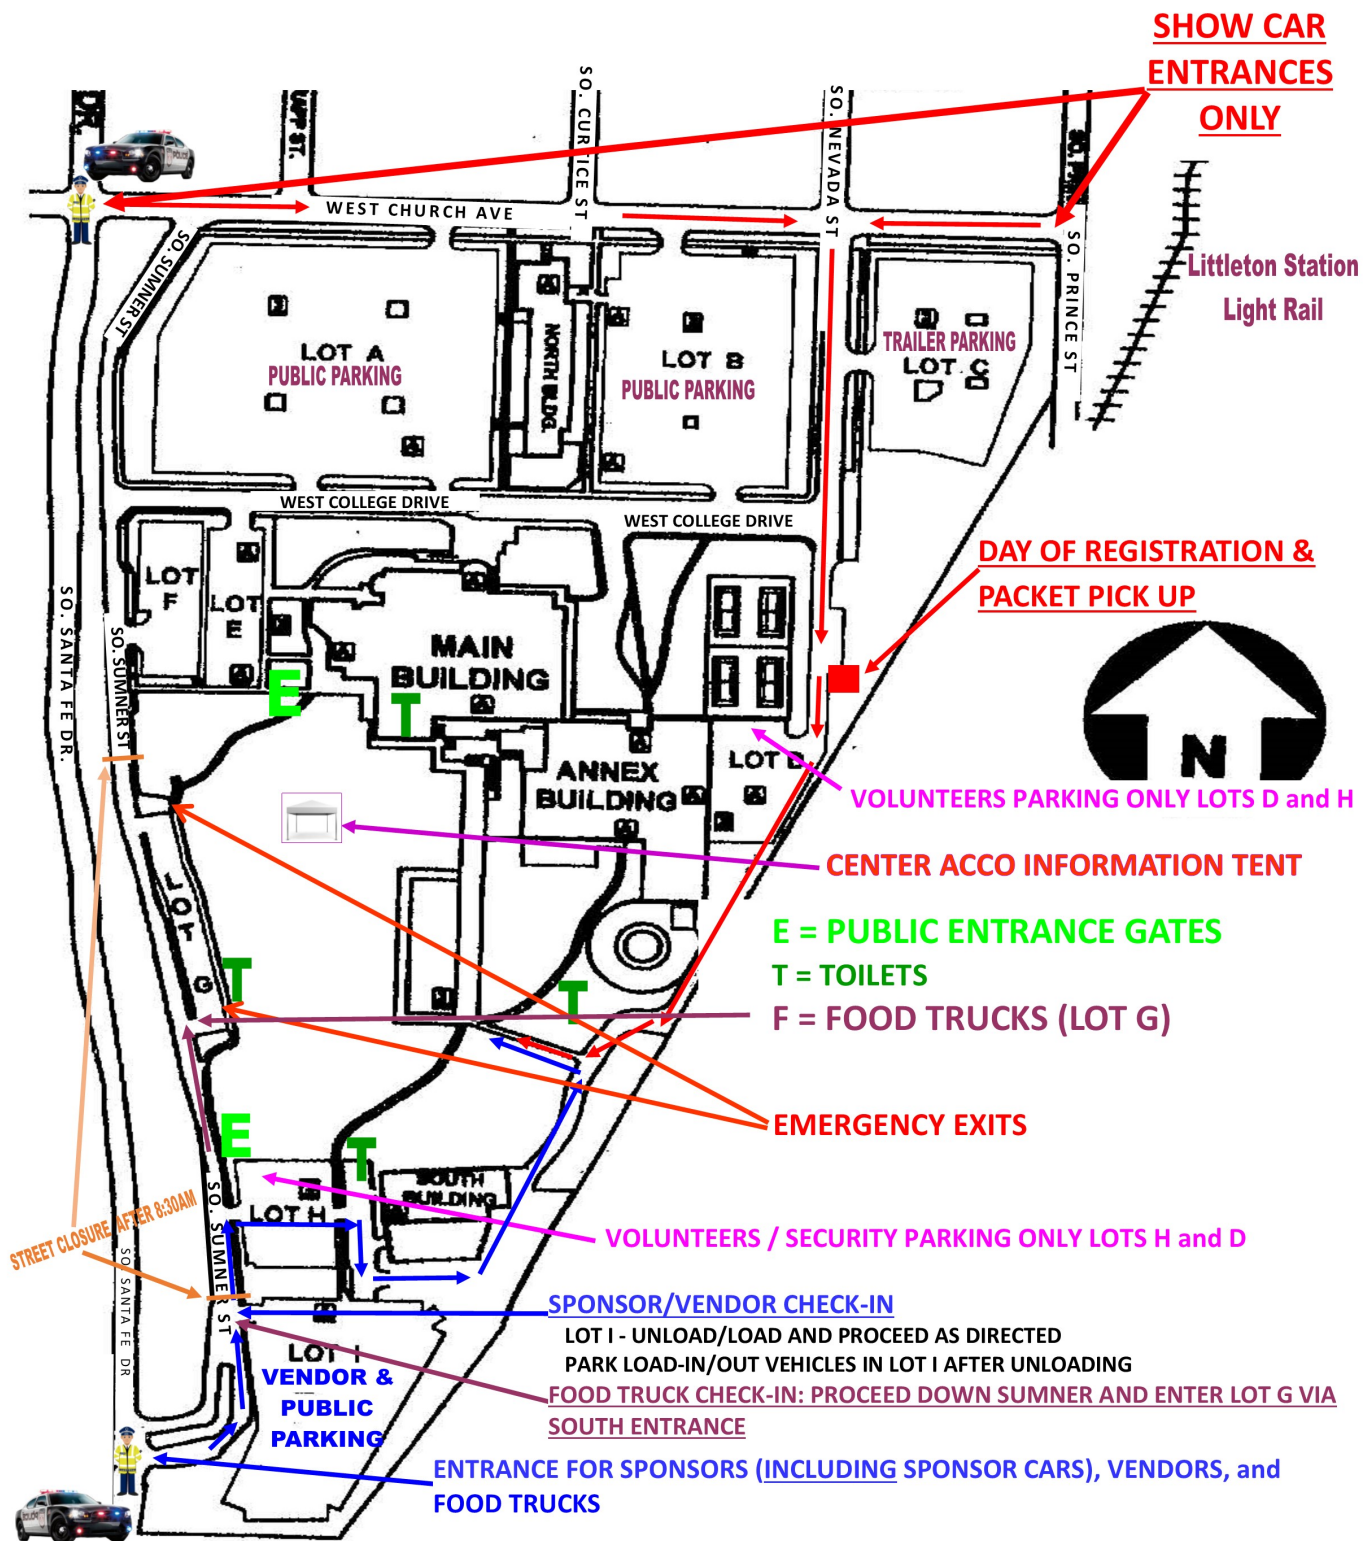 SHOW CAR
ENTRANCES
ONLY
DR.
SO. CURTICE ST
SO. NEVADA ST
WEST CHURCH AVE
SO. SUMNER ST
SO. PRINCE ST
Littleton Station
Light Rail
LOT A
PUBLIC PARKING
NORTH BLDG.
LOT B
PUBLIC PARKING
TRAILER PARKING
LOT C
WEST COLLEGE DRIVE
WEST COLLEGE DRIVE
DAY OF REGISTRATION &
PACKET PICK UP
LOT
F
LOT
E
SO. SANTA FE DR.
SO. SUMNER ST
MAIN
BUILDING
E
T
N
LOT D
ANNEX
BUILDING
VOLUNTEERS PARKING ONLY LOTS D and H
CENTER ACCO INFORMATION TENT
LOT G
E = PUBLIC ENTRANCE GATES
T = TOILETS
F = FOOD TRUCKS (LOT G)
T
T
EMERGENCY EXITS
E
T
SOUTH
BUILDING
LOT H
STREET CLOSURE AFTER 8:30AM
SO. SUMNER ST
VOLUNTEERS / SECURITY PARKING ONLY LOTS H and D
SO. SANTA FE DR
SPONSOR/VENDOR CHECK-IN
LOT I - UNLOAD/LOAD AND PROCEED AS DIRECTED
PARK LOAD-IN/OUT VEHICLES IN LOT I AFTER UNLOADING
LOT I
VENDOR &
PUBLIC
PARKING
FOOD TRUCK CHECK-IN: PROCEED DOWN SUMNER AND ENTER LOT G VIA
SOUTH ENTRANCE
ENTRANCE FOR SPONSORS (INCLUDING SPONSOR CARS), VENDORS, and
FOOD TRUCKS